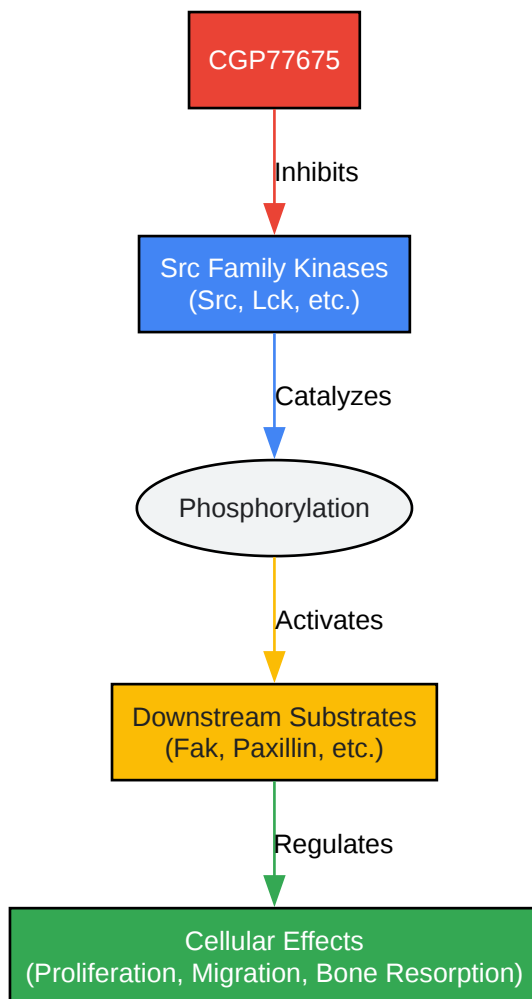 CGP77675
Inhibits
Src Family Kinases
(Src, Lck, etc.)
Catalyzes
Phosphorylation
Activates
Downstream Substrates
(Fak, Paxillin, etc.)
Regulates
Cellular Effects
(Proliferation, Migration, Bone Resorption)